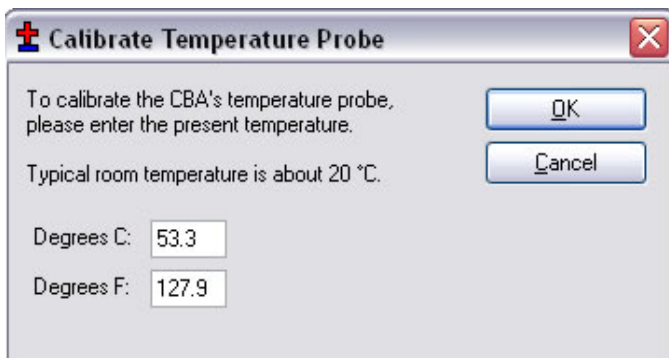 Calibrate Temperature Probe
To calibrate the CBA's temperature probe,
please enter the present temperature.
OK
Cancel
Typical room temperature is about 20 °C.
Degrees C: 53.3
Degrees F: 127.9